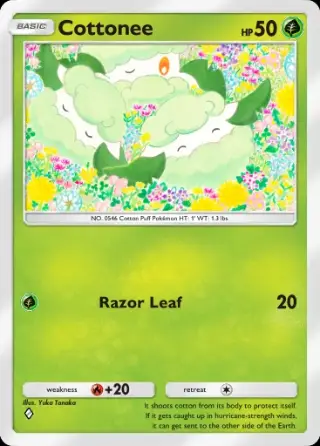 BASIC Cottonee HP 50
NO. 0546 Cotton Puff Pokémon HT: 1' WT: 1.3 lbs
Razor Leaf 20
weakness +20 retreat
Illus. Yuka Tanaka
It shoots cotton from its body to protect itself.
If it gets caught up in hurricane-strength winds,
it can get sent to the other side of the Earth.